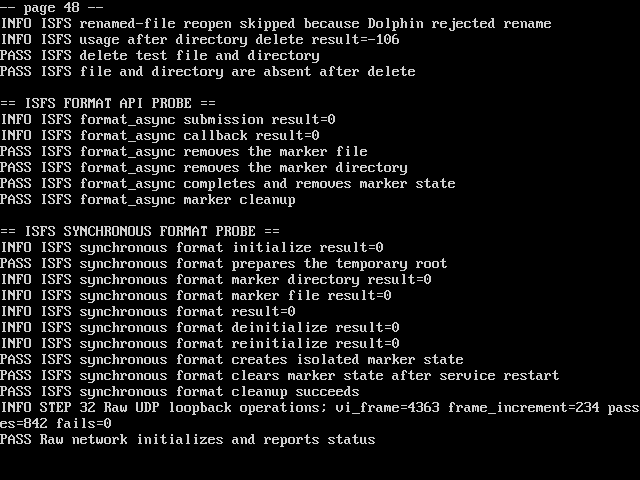 -- page 48 --
INFO ISFS renamed-file reopen skipped because Dolphin rejected rename
INFO ISFS usage after directory delete result=-106
PASS ISFS delete test file and directory
PASS ISFS file and directory are absent after delete

== ISFS FORMAT API PROBE ==
INFO ISFS format_async submission result=0
INFO ISFS format_async callback result=0
PASS ISFS format_async removes the marker file
PASS ISFS format_async removes the marker directory
PASS ISFS format_async completes and removes marker state
PASS ISFS format_async marker cleanup

== ISFS SYNCHRONOUS FORMAT PROBE ==
INFO ISFS synchronous format initialize result=0
PASS ISFS synchronous format prepares the temporary root
INFO ISFS synchronous format marker directory result=0
INFO ISFS synchronous format marker file result=0
INFO ISFS synchronous format result=0
INFO ISFS synchronous format deinitialize result=0
INFO ISFS synchronous format reinitialize result=0
PASS ISFS synchronous format creates isolated marker state
PASS ISFS synchronous format clears marker state after service restart
PASS ISFS synchronous format cleanup succeeds
INFO STEP 32 Raw UDP loopback operations; vi_frame=4363 frame_increment=234 pass
es=842 fails=0
PASS Raw network initializes and reports status